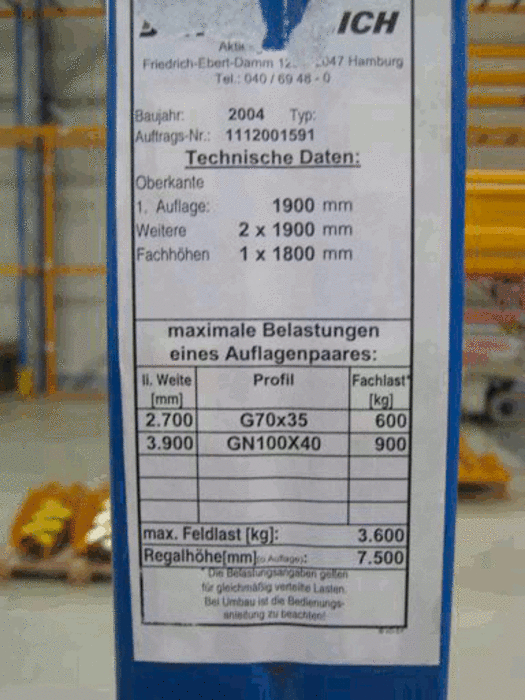 ICH
Friedrich-Ebert-Damm 2047 Hamburg
Tel.: 040 / 69 48 - 0
Baujahr: 2004 Typ:
Auftrags-Nr.: 1112001591
Technische Daten:
Oberkante
1. Auflage: 1900 mm
Weitere 2 x 1900 mm
Fachhöhen 1 x 1800 mm
maximale Belastungen
eines Auflagenpaares:
li. Weite Profil Fachlast*
[mm] [kg]
2.700 G70x35 600
3.900 GN100X40 900
max. Feldlast [kg]: 3.600
Regalhöhe[mm](o.Auflage): 7.500
* Die Belastungsangaben gelten
für gleichmäßig verteilte Lasten.
Bei Umbau ist die Bedienungs-
anleitung zu beachten!